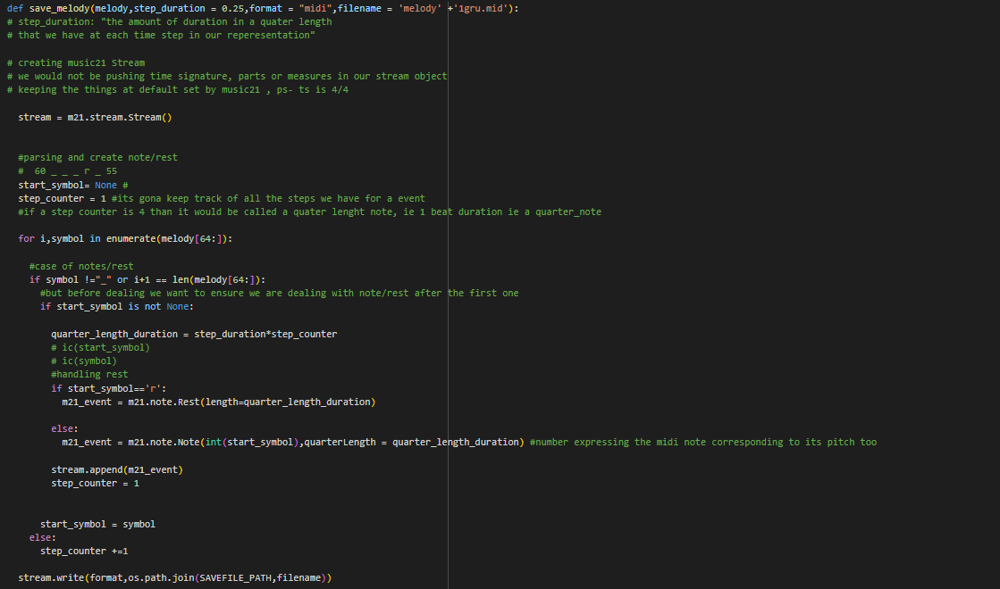 def save_melody(melody,step_duration = 0.25,format = "midi",filename = 'melody' +'1gru.mid'):
# step_duration: "the amount of duration in a quater length
# that we have at each time step in our reperesentation"
# creating music21 Stream
# we would not be pushing time signature, parts or measures in our stream object
# keeping the things at default set by music21 , ps- ts is 4/4
stream = m21.stream.Stream()
#parsing and create note/rest
#  60 _ _ _ r _ 55
start_symbol= None #
step_counter = 1 #its gona keep track of all the steps we have for a event
#if a step counter is 4 than it would be called a quater lenght note, ie 1 beat duration ie a quarter_note
for i,symbol in enumerate(melody[64:]):
#case of notes/rest
if symbol !="_" or i+1 == len(melody[64:]):
#but before dealing we want to ensure we are dealing with note/rest after the first one
if start_symbol is not None:
quarter_length_duration = step_duration*step_counter
# ic(start_symbol)
# ic(symbol)
#handling rest
if start_symbol=='r':
m21_event = m21.note.Rest(length=quarter_length_duration)
else:
m21_event = m21.note.Note(int(start_symbol),quarterLength = quarter_length_duration) #number expressing the midi note corresponding to its pitch too
stream.append(m21_event)
step_counter = 1
start_symbol = symbol
else:
step_counter +=1
stream.write(format,os.path.join(SAVEFILE_PATH,filename))